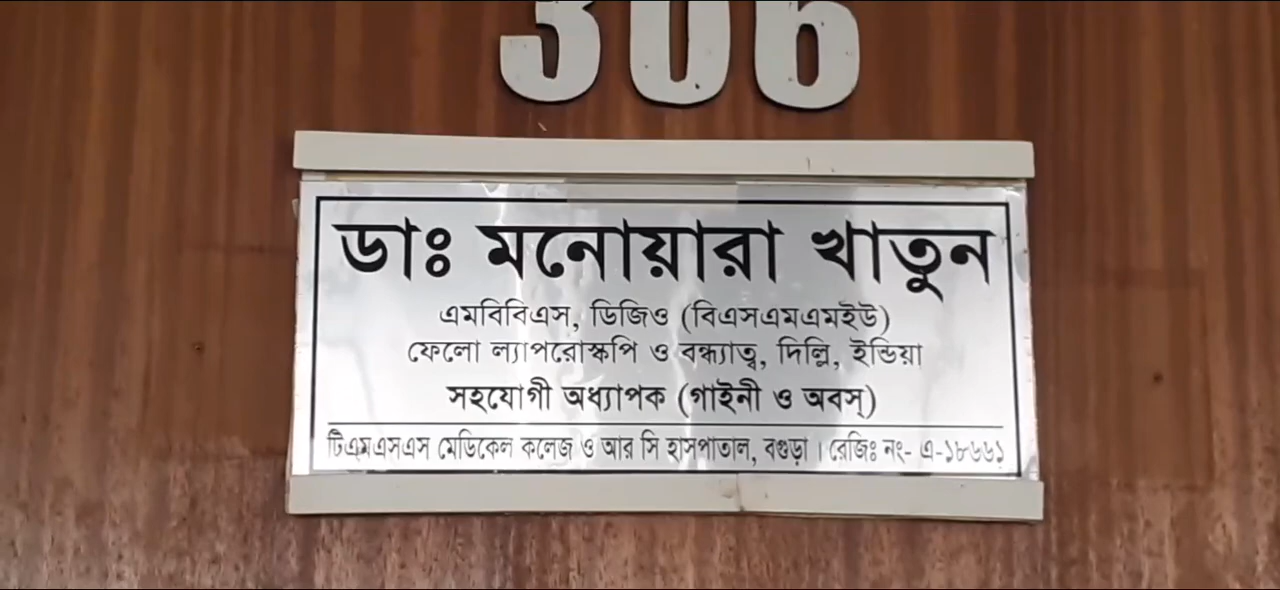 306
ডাঃ মনোয়ারা খাতুন
এমবিবিএস, ডিজিও (বিএসএমএমইউ)
ফেলো ল্যাপরোস্কপি ও বন্ধ্যাত্ব, দিল্লি, ইন্ডিয়া
সহযোগী অধ্যাপক (গাইনী ও অবস্)
টিএমএসএস মেডিকেল কলেজ ও আর সি হাসপাতাল, বগুড়া। রেজিঃ নং- এ-১৮৬৬১